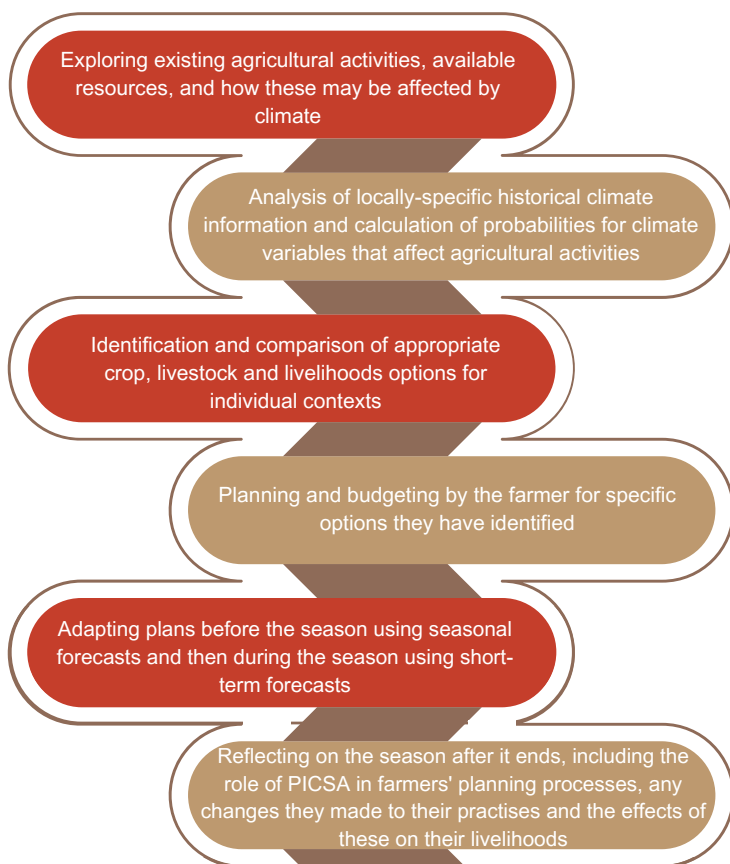 Exploring existing agricultural activities, available
resources, and how these may be affected by
climate
Analysis of locally-specific historical climate
information and calculation of probabilities for climate
variables that affect agricultural activities
Identification and comparison of appropriate
crop, livestock and livelihoods options for
individual contexts
Planning and budgeting by the farmer for specific
options they have identified
Adapting plans before the season using seasonal
forecasts and then during the season using short-
term forecasts
Reflecting on the season after it ends, including the
role of PICSA in farmers' planning processes, any
changes they made to their practises and the effects of
these on their livelihoods